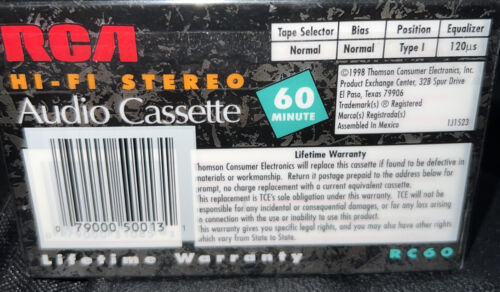 RCA
HI-FI STEREO
Audio Cassette
60
MINUTE
Tape Selector Bias Position Equalizer
Normal Normal Type I 120µs
©1998 Thomson Consumer Electronics, Inc.
Product Exchange Center, 32B Spur Drive
El Paso, Texas 79906
Trademark(s) ® Registered
Marca(s) Registrada(s)
Assembled In Mexico 1J1523
Lifetime Warranty
Thomson Consumer Electronics will replace this cassette if found to be defective in
materials or workmanship. Return it postage prepaid to the address below for
prompt, no charge replacement with a current equivalent cassette.
This replacement is TCE's sole obligation under this warranty. TCE will not be
responsible for any incidental or consequential damages, or for any loss arising
in connection with the use or inability to use this product.
This warranty gives you specific legal rights, and you may also have other rights
which vary from State to State.
0 79000 50013 1
Lifetime Warranty
RC60